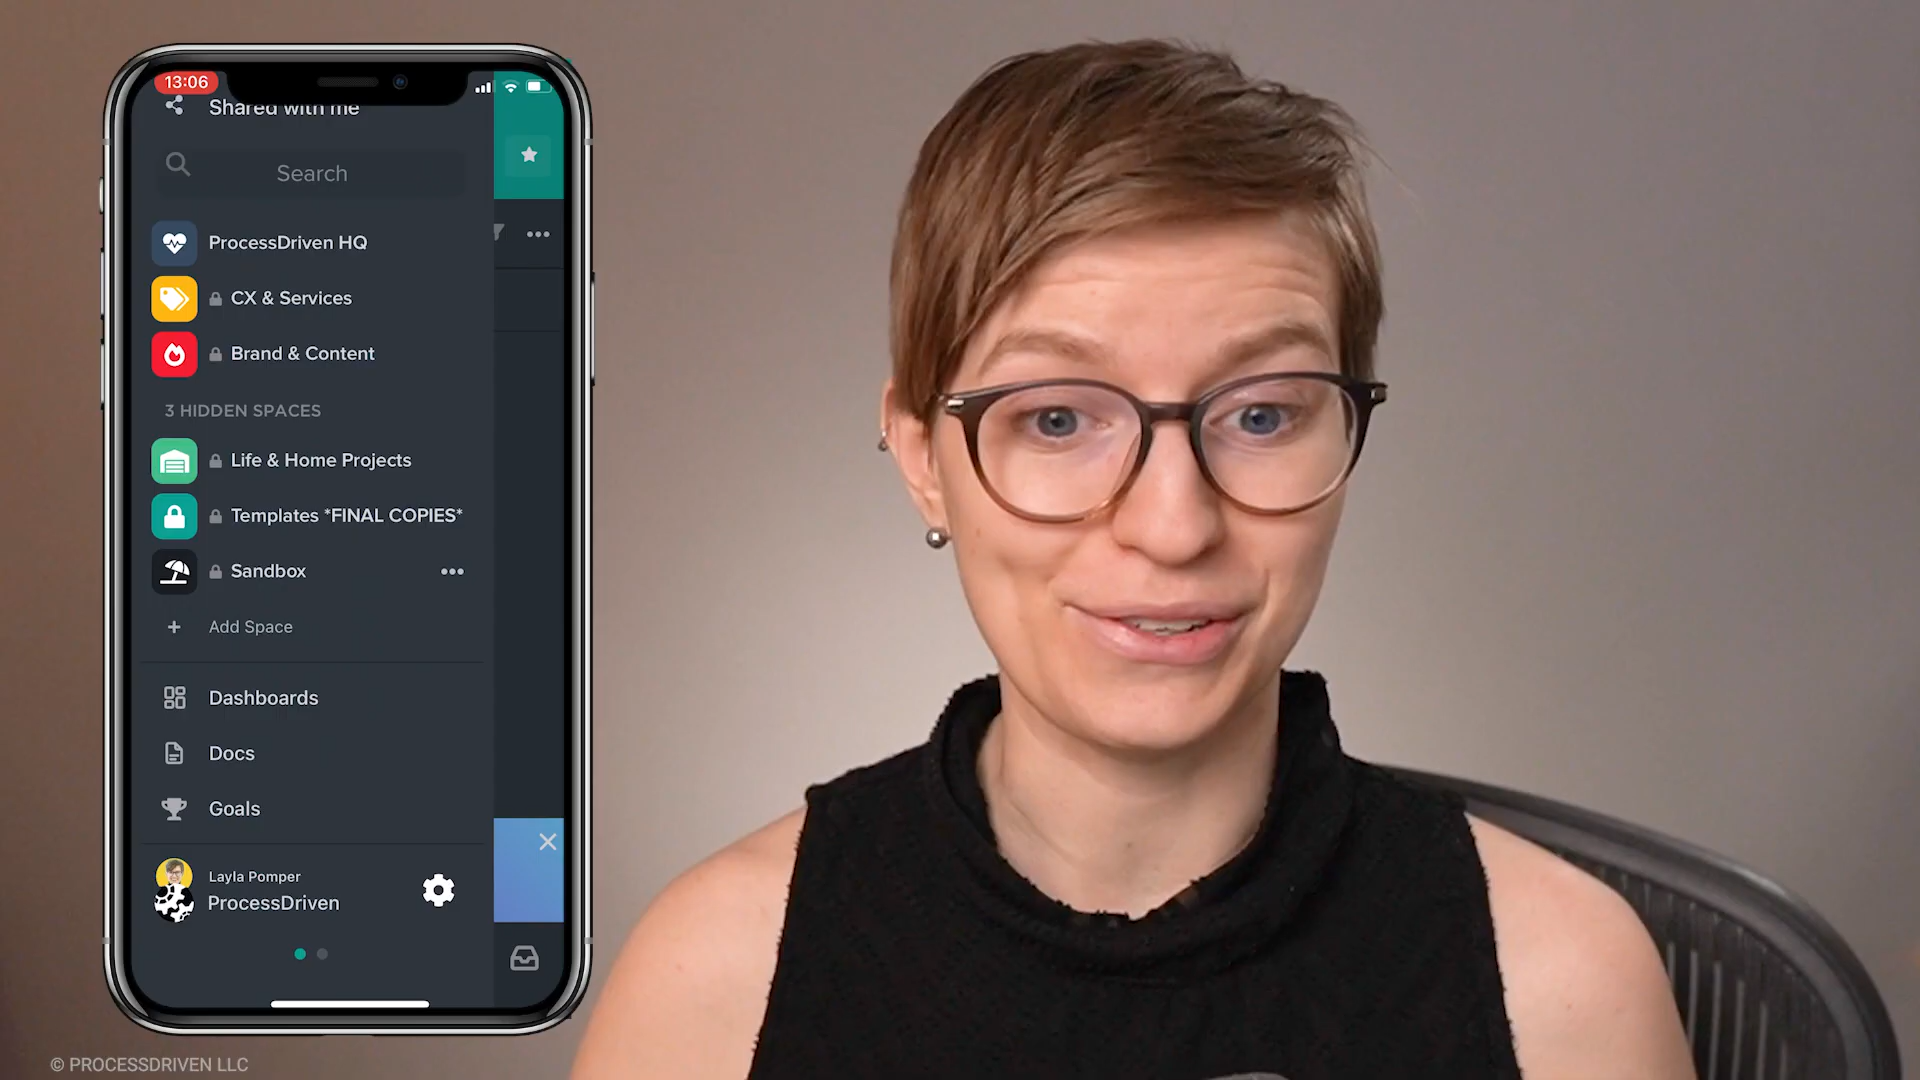 13:06
Shared with me
Search
ProcessDriven HQ
CX & Services
Brand & Content
3 HIDDEN SPACES
Life & Home Projects
Templates *FINAL COPIES*
Sandbox
Add Space
Dashboards
Docs
Goals
Layla Pomper
ProcessDriven
© PROCESSDRIVEN LLC